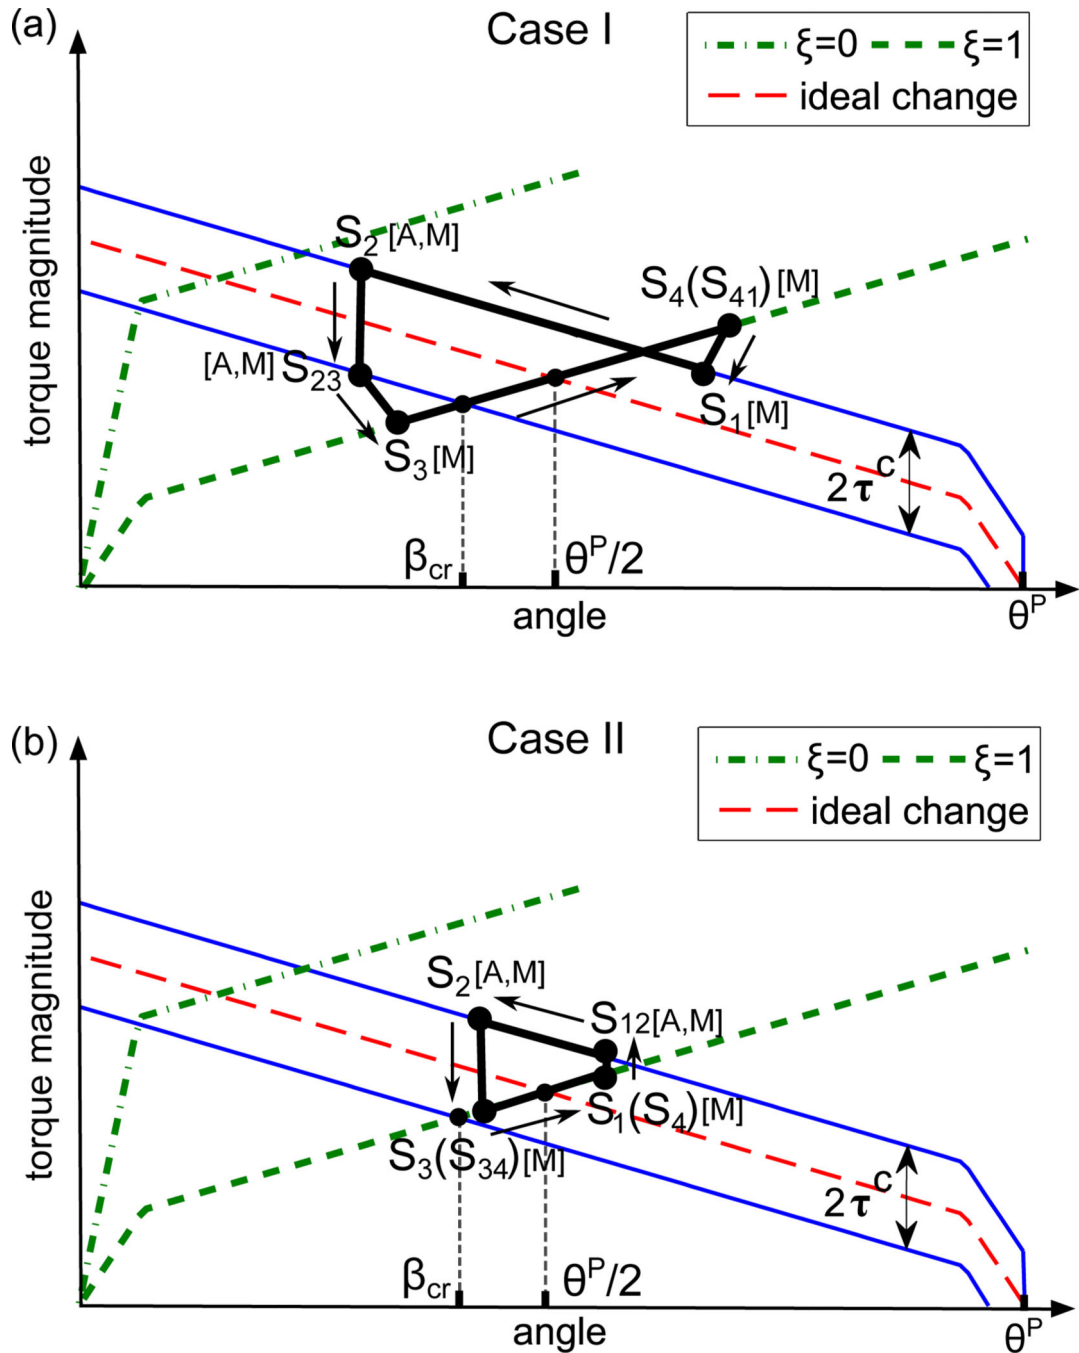 (a)
Case I
ξ=0 ξ=1
ideal change
torque magnitude
S2 [A,M]
S4(S41)[M]
[A,M] S23
S1[M]
S3[M]
2τc
βcr
θP/2
θP
angle
(b)
Case II
ξ=0 ξ=1
ideal change
torque magnitude
S2[A,M]
S12[A,M]
S1(S4)[M]
S3(S34)[M]
2τc
βcr
θP/2
θP
angle